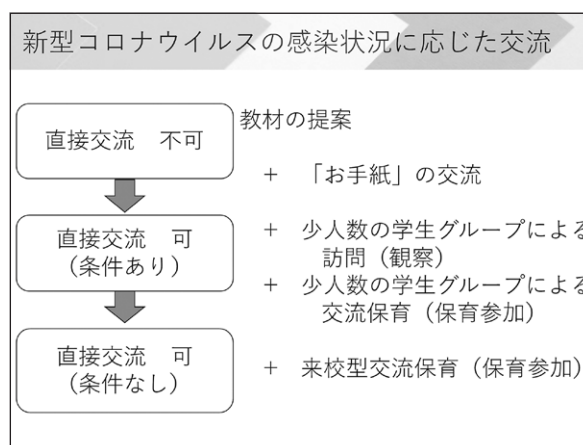 新型コロナウイルスの感染状況に応じた交流
直接交流　不可
教材の提案
+　「お手紙」の交流
直接交流　可
（条件あり）
+　少人数の学生グループによる
訪問（観察）
+　少人数の学生グループによる
交流保育（保育参加）
直接交流　可
（条件なし）
+　来校型交流保育（保育参加）